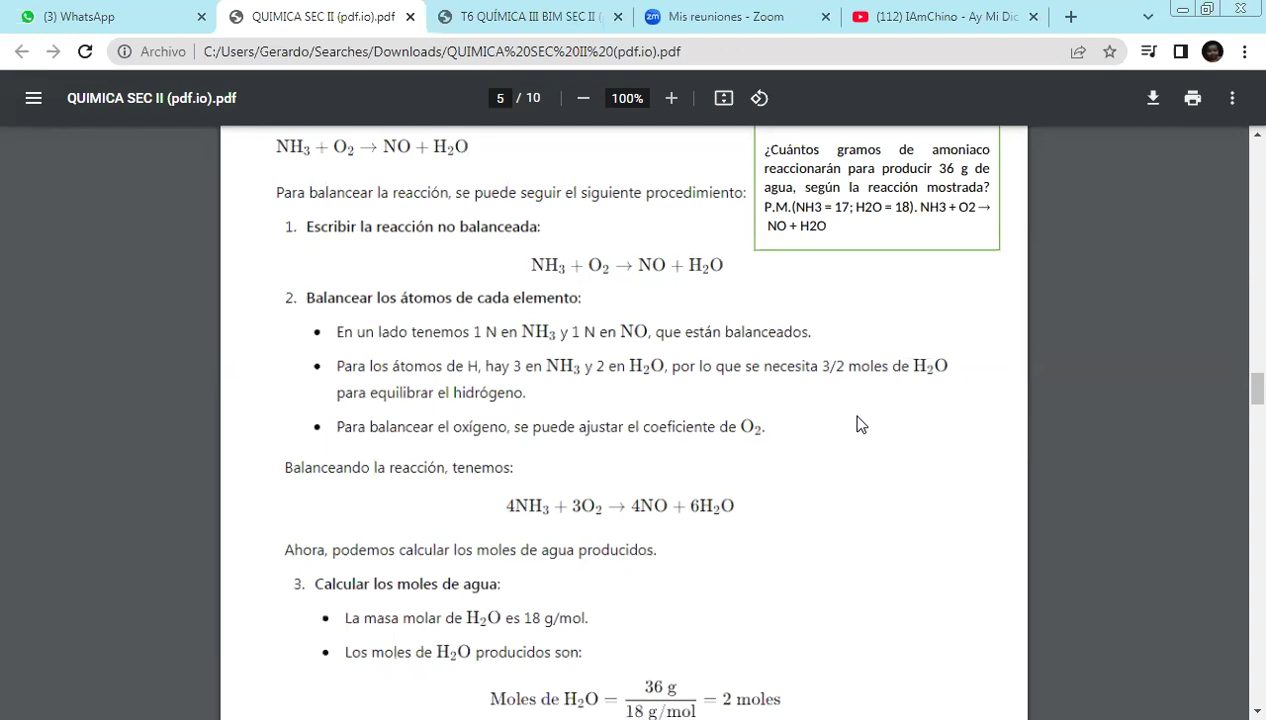 (3) WhatsApp
QUIMICA SEC II (pdf.io).pdf
T6 QUÍMICA III BIM SEC II (
Mis reuniones - Zoom
(112) IAmChino - Ay Mi Dic
Archivo
C:/Users/Gerardo/Searches/Downloads/QUIMICA%20SEC%20II%20(pdf.io).pdf
QUIMICA SEC II (pdf.io).pdf
5 / 10
100%
NH₃ + O₂ → NO + H₂O
¿Cuántos gramos de amoniaco
reaccionarán para producir 36 g de
agua, según la reacción mostrada?
P.M.(NH3 = 17; H2O = 18). NH3 + O2 →
NO + H2O
Para balancear la reacción, se puede seguir el siguiente procedimiento:
1. Escribir la reacción no balanceada:
NH₃ + O₂ → NO + H₂O
2. Balancear los átomos de cada elemento:
• En un lado tenemos 1 N en NH₃ y 1 N en NO, que están balanceados.
• Para los átomos de H, hay 3 en NH₃ y 2 en H₂O, por lo que se necesita 3/2 moles de H₂O
para equilibrar el hidrógeno.
• Para balancear el oxígeno, se puede ajustar el coeficiente de O₂.
Balanceando la reacción, tenemos:
4NH₃ + 3O₂ → 4NO + 6H₂O
Ahora, podemos calcular los moles de agua producidos.
3. Calcular los moles de agua:
• La masa molar de H₂O es 18 g/mol.
• Los moles de H₂O producidos son:
Moles de H₂O = 36 g / 18 g/mol = 2 moles